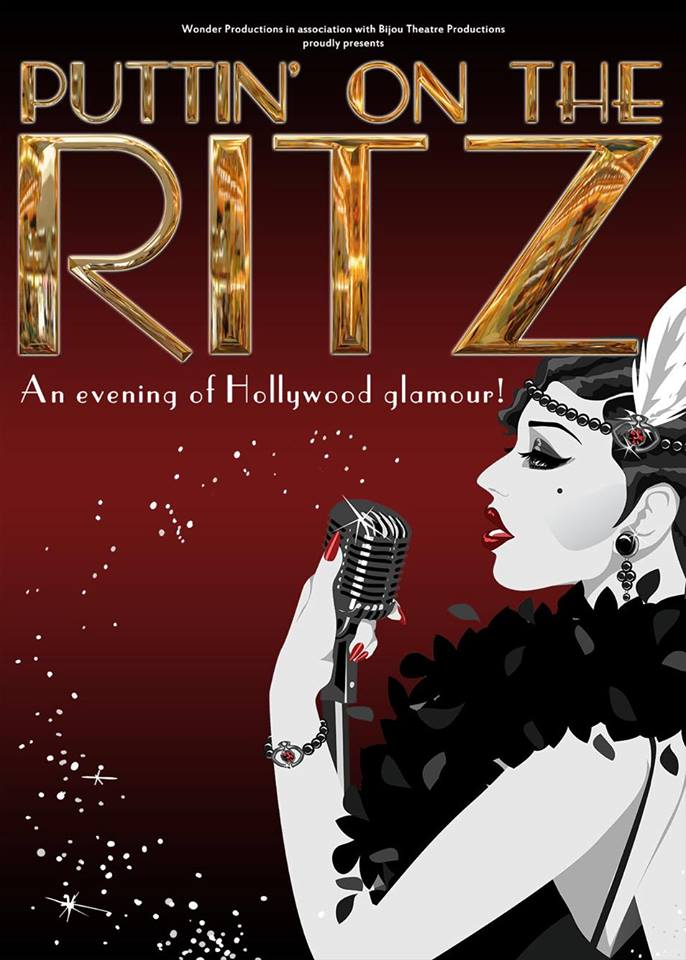 Wonder Productions in association with Bijou Theatre Productions
proudly presents
PUTTIN' ON THE
RITZ
An evening of Hollywood glamour!